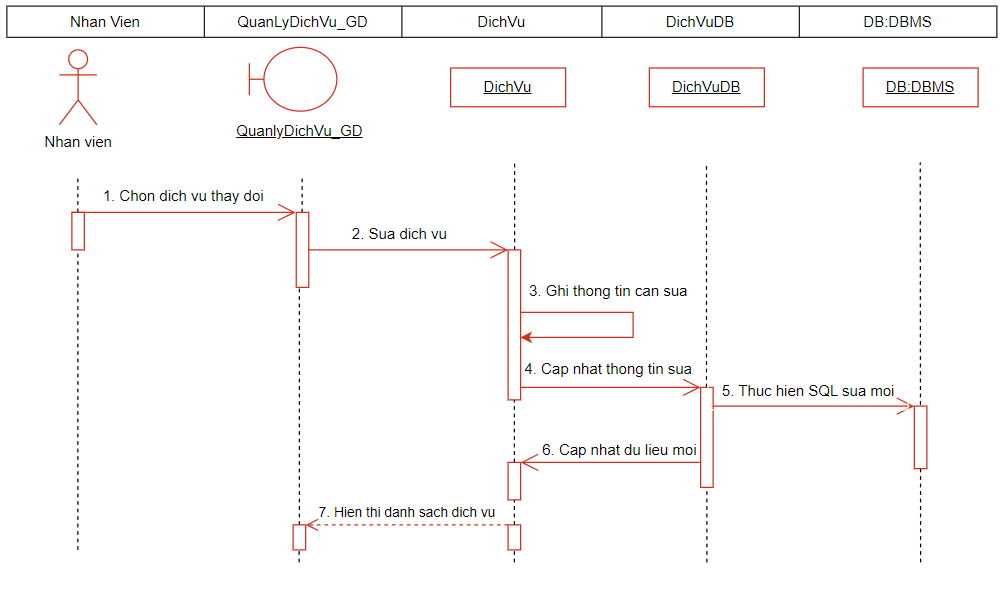 Nhan Vien
QuanLyDichVu_GD
DichVu
DichVuDB
DB:DBMS
DichVu
DichVuDB
DB:DBMS
QuanlyDichVu_GD
Nhan vien
1. Chon dich vu thay doi
2. Sua dich vu
3. Ghi thong tin can sua
4. Cap nhat thong tin sua
5. Thuc hien SQL sua moi
6. Cap nhat du lieu moi
7. Hien thi danh sach dich vu